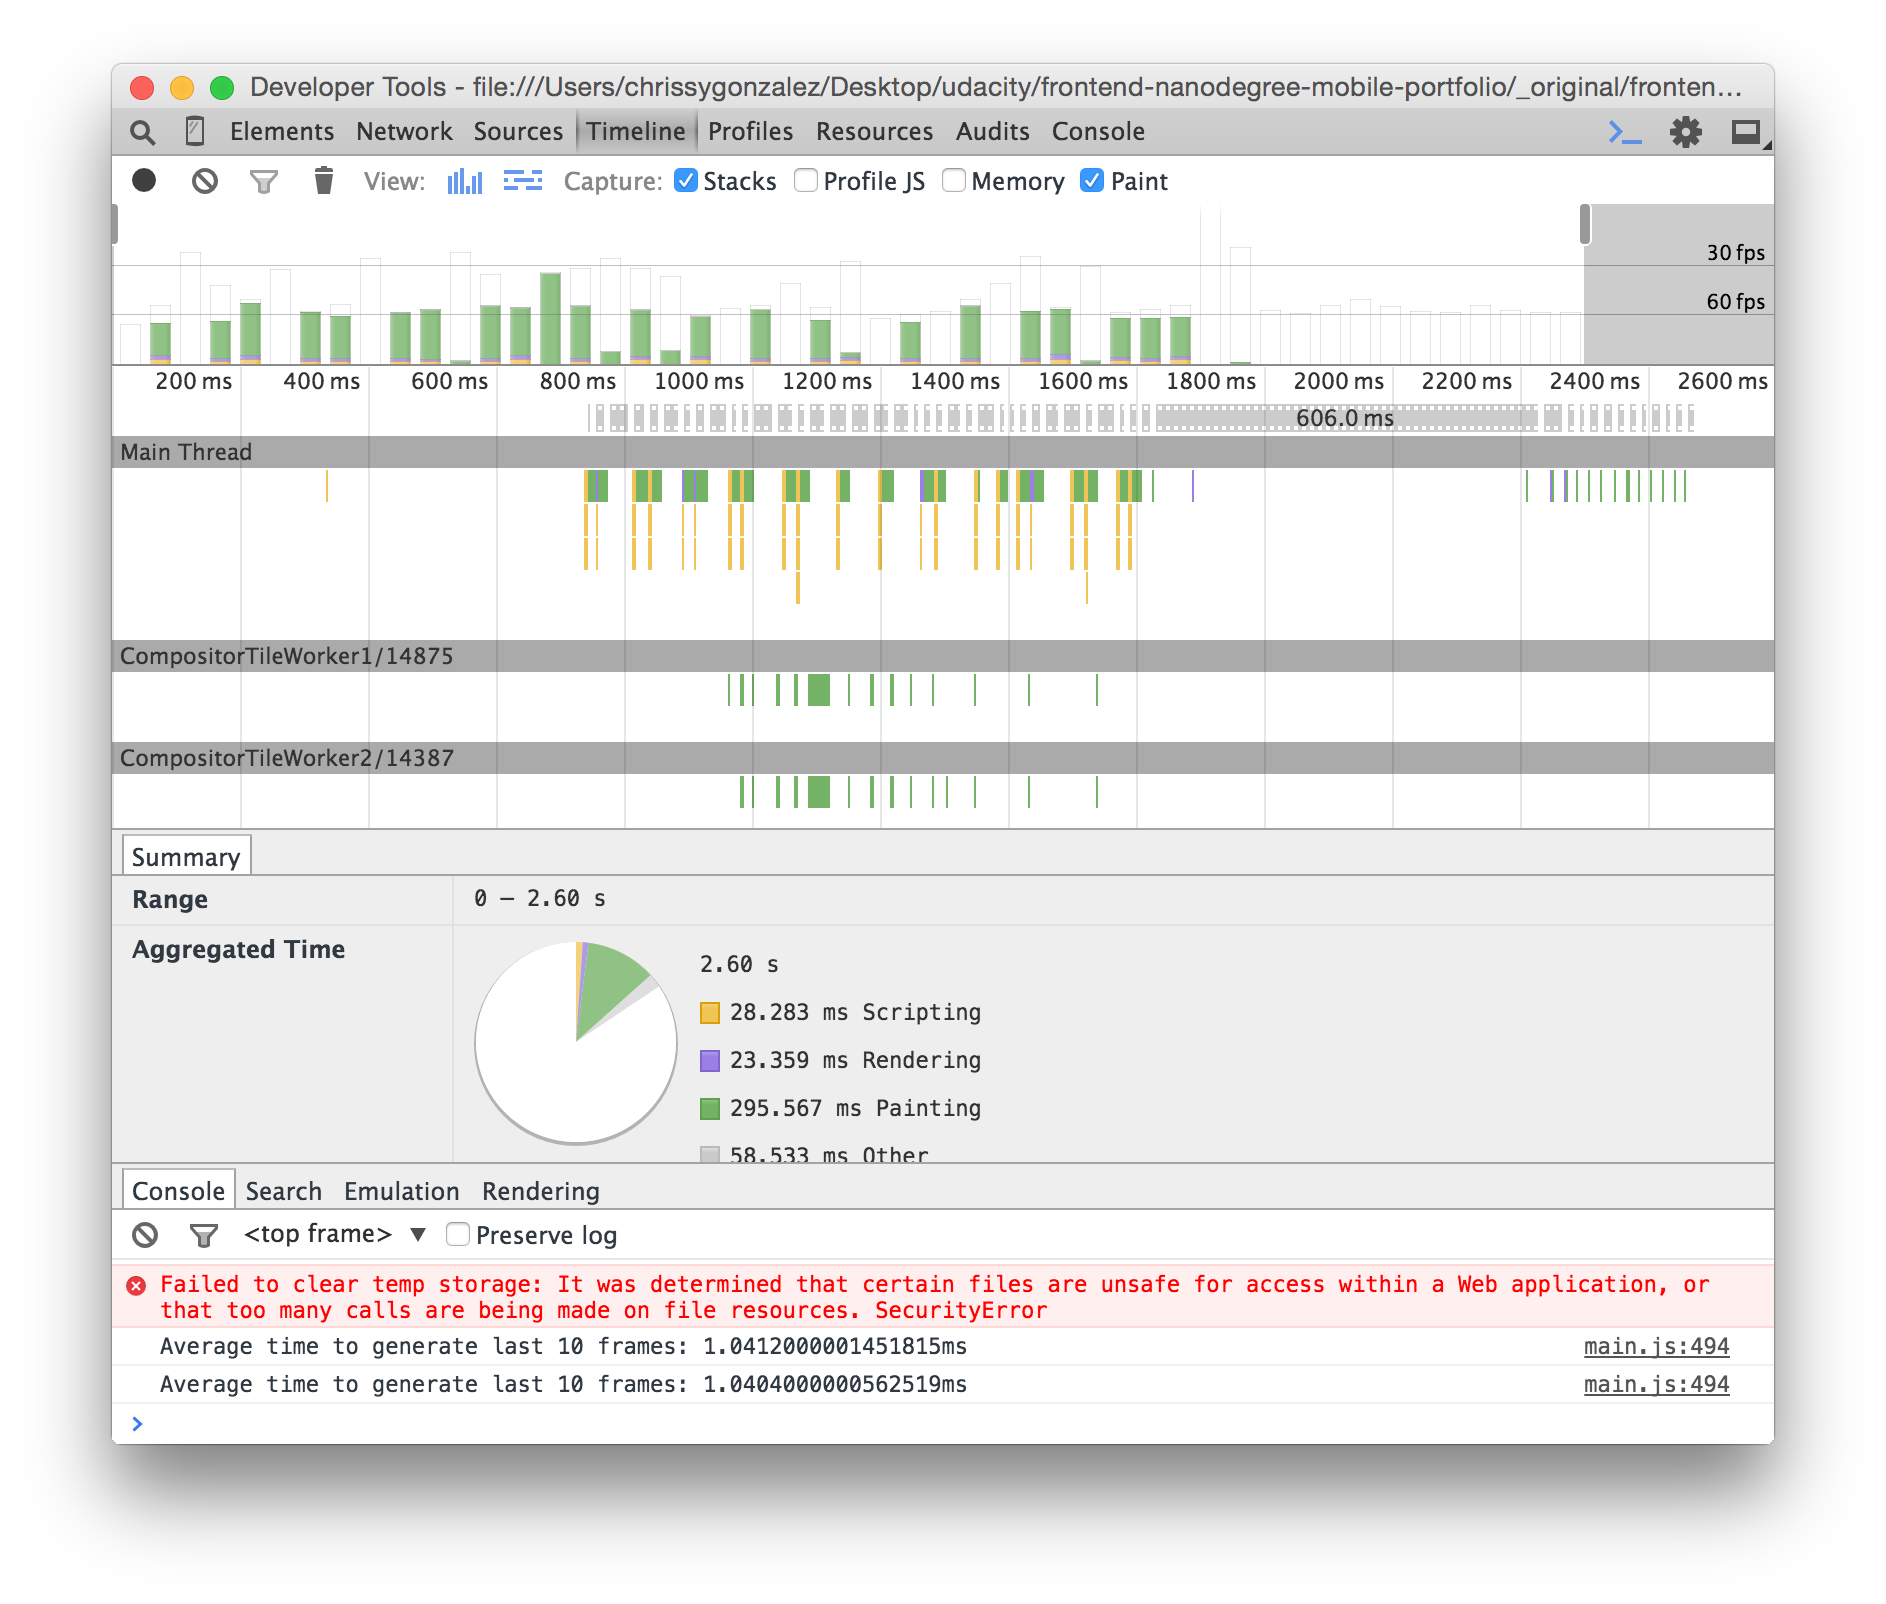 Developer Tools - file:///Users/chrissygonzalez/Desktop/udacity/frontend-nanodegree-mobile-portfolio/_original/fronten...
Elements Network Sources Timeline Profiles Resources Audits Console
View: Capture: Stacks Profile JS Memory Paint
30 fps
60 fps
200 ms 400 ms 600 ms 800 ms 1000 ms 1200 ms 1400 ms 1600 ms 1800 ms 2000 ms 2200 ms 2400 ms 2600 ms
606.0 ms
Main Thread
CompositorTileWorker1/14875
CompositorTileWorker2/14387
Summary
Range 0 – 2.60 s
Aggregated Time
2.60 s
28.283 ms Scripting
23.359 ms Rendering
295.567 ms Painting
58.533 ms Other
Console Search Emulation Rendering
<top frame> ▼ Preserve log
Failed to clear temp storage: It was determined that certain files are unsafe for access within a Web application, or
that too many calls are being made on file resources. SecurityError
Average time to generate last 10 frames: 1.0412000001451815ms main.js:494
Average time to generate last 10 frames: 1.0404000000562519ms main.js:494